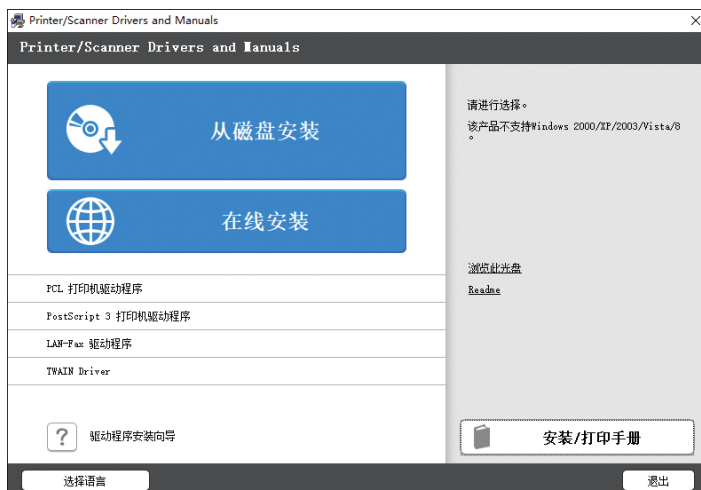 Printer/Scanner Drivers and Manuals
Printer/Scanner Drivers and Manuals
从磁盘安装
在线安装
PCL 打印机驱动程序
PostScript 3 打印机驱动程序
LAN-Fax 驱动程序
TWAIN Driver
? 驱动程序安装向导
请进行选择。
该产品不支持Windows 2000/XP/2003/Vista/8
。
浏览此光盘
Readme
安装/打印手册
选择语言
退出